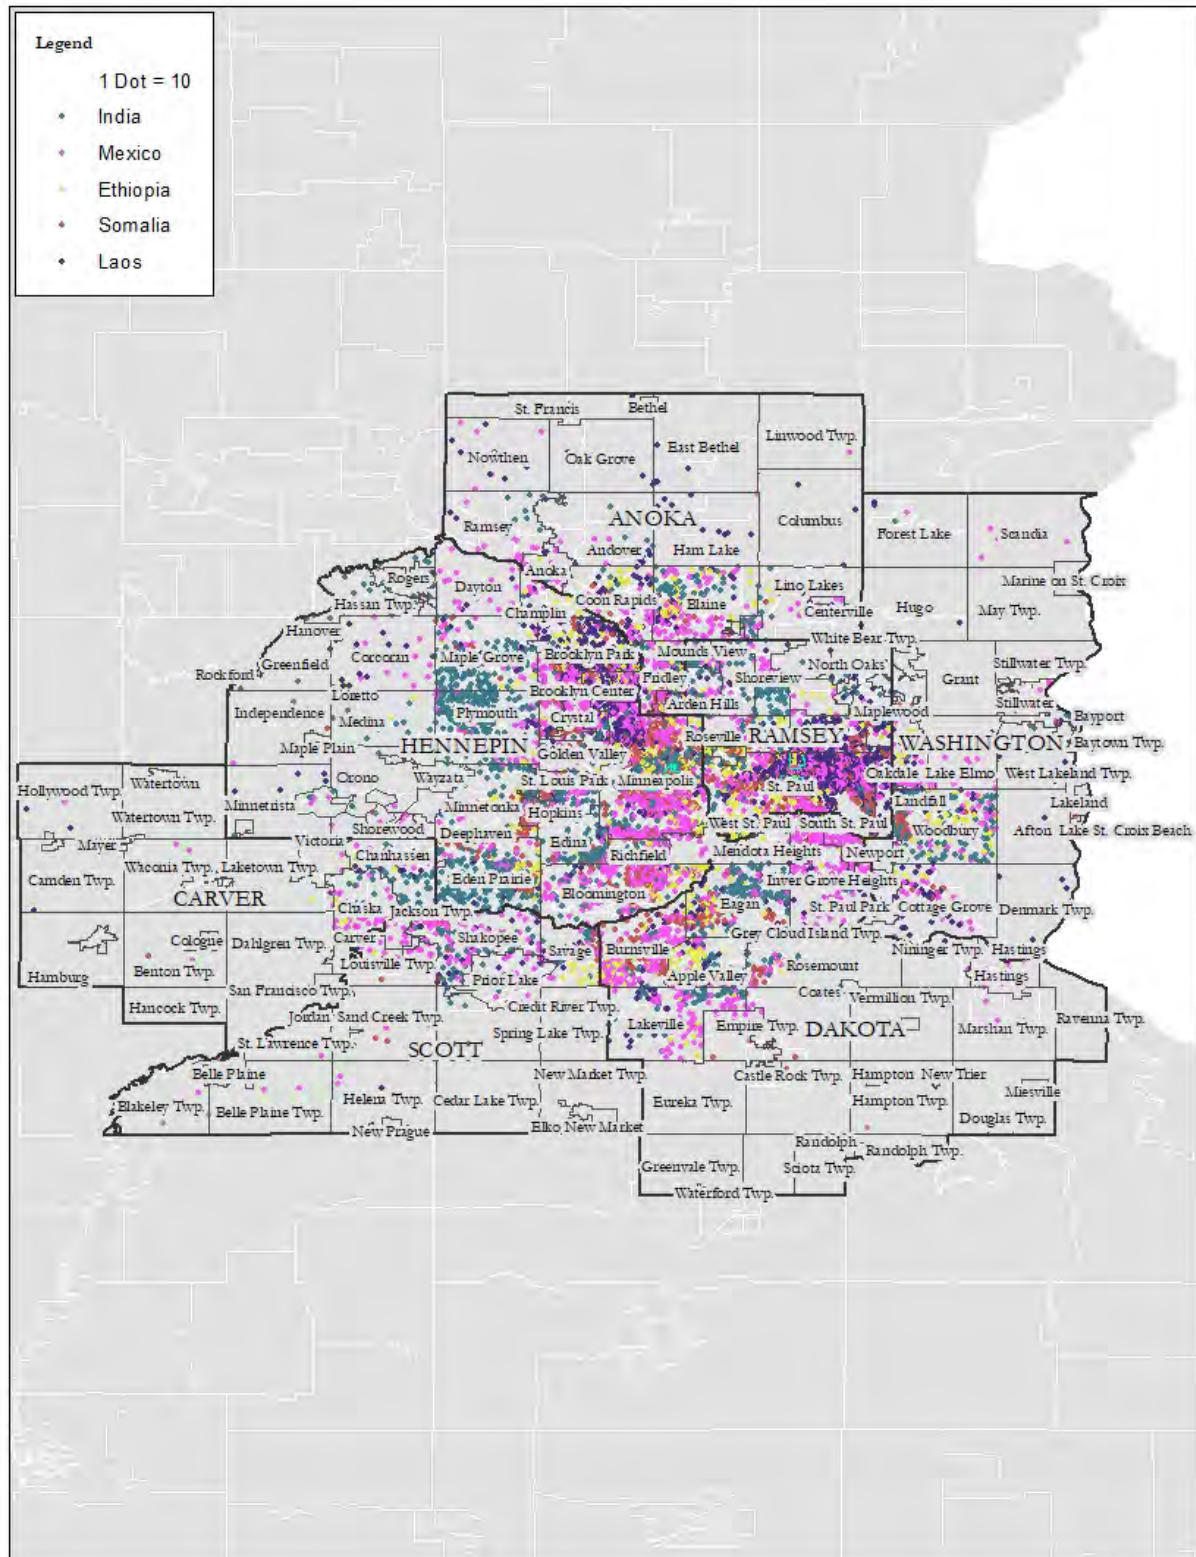 Legend
1 Dot = 10
India
Mexico
Ethiopia
Somalia
Laos
St. Francis
Bethel
Linwood Twp.
Nowthen
Oak Grove
East Bethel
Ramsey
ANOKA
Columbus
Forest Lake
Scandia
Andover
Ham Lake
Rogers
Dayton
Anoka
Lino Lakes
Marine on St. Croix
Hassan Twp.
Champlin
Coon Rapids
Blaine
Centerville
Hugo
May Twp.
Hanover
White Bear Twp.
Greenfield
Corcoran
Maple Grove
Brooklyn Park
Mounds View
North Oaks
Stillwater Twp.
Rockford
Fridley
Shoreview
Grant
Loretto
Brooklyn Center
Arden Hills
Stillwater
Independence
Medina
Plymouth
Crystal
Maplewood
Bayport
Maple Plain
HENNEPIN
Golden Valley
Roseville
RAMSEY
WASHINGTON
Baytown Twp.
Hollywood Twp.
Watertown
Orono
Wayzata
St. Louis Park
Minneapolis
St. Paul
Oakdale
Lake Elmo
West Lakeland Twp.
Minnetrista
Minnetonka
Landfall
Lakeland
Watertown Twp.
Shorewood
Deephaven
Hopkins
West St. Paul
South St. Paul
Woodbury
Afton
Lake St. Croix Beach
Mayer
Victoria
Chanhassen
Edina
Richfield
Mendota Heights
Newport
Camden Twp.
Waconia Twp.
Laketown Twp.
Eden Prairie
Bloomington
Inver Grove Heights
CARVER
Chaska
Jackson Twp.
Eagan
St. Paul Park
Cottage Grove
Denmark Twp.
Cologne
Dahlgren Twp.
Carver
Shakopee
Savage
Burnsville
Grey Cloud Island Twp.
Nininger Twp.
Hastings
Hamburg
Benton Twp.
Louisville Twp.
Prior Lake
Apple Valley
Rosemount
Hastings
San Francisco Twp.
Coates
Vermillion Twp.
Hancock Twp.
Jordan
Sand Creek Twp.
Credit River Twp.
Ravenna Twp.
St. Lawrence Twp.
SCOTT
Spring Lake Twp.
Lakeville
Empire Twp.
DAKOTA
Marshan Twp.
Belle Plaine
New Market Twp.
Castle Rock Twp.
Hampton
New Trier
Blakeley Twp.
Belle Plaine Twp.
Helena Twp.
Cedar Lake Twp.
Eureka Twp.
Hampton Twp.
Miesville
New Prague
Elko New Market
Douglas Twp.
Randolph
Randolph Twp.
Greenvale Twp.
Sciota Twp.
Waterford Twp.